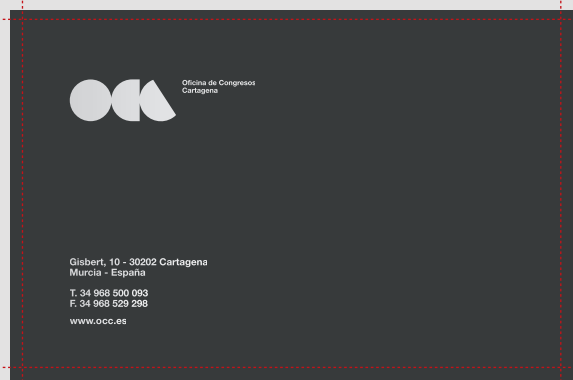 Oficina de Congresos
Cartagena
Gisbert, 10 - 30202 Cartagena
Murcia - España
T. 34 968 500 093
F. 34 968 529 298
www.occ.es